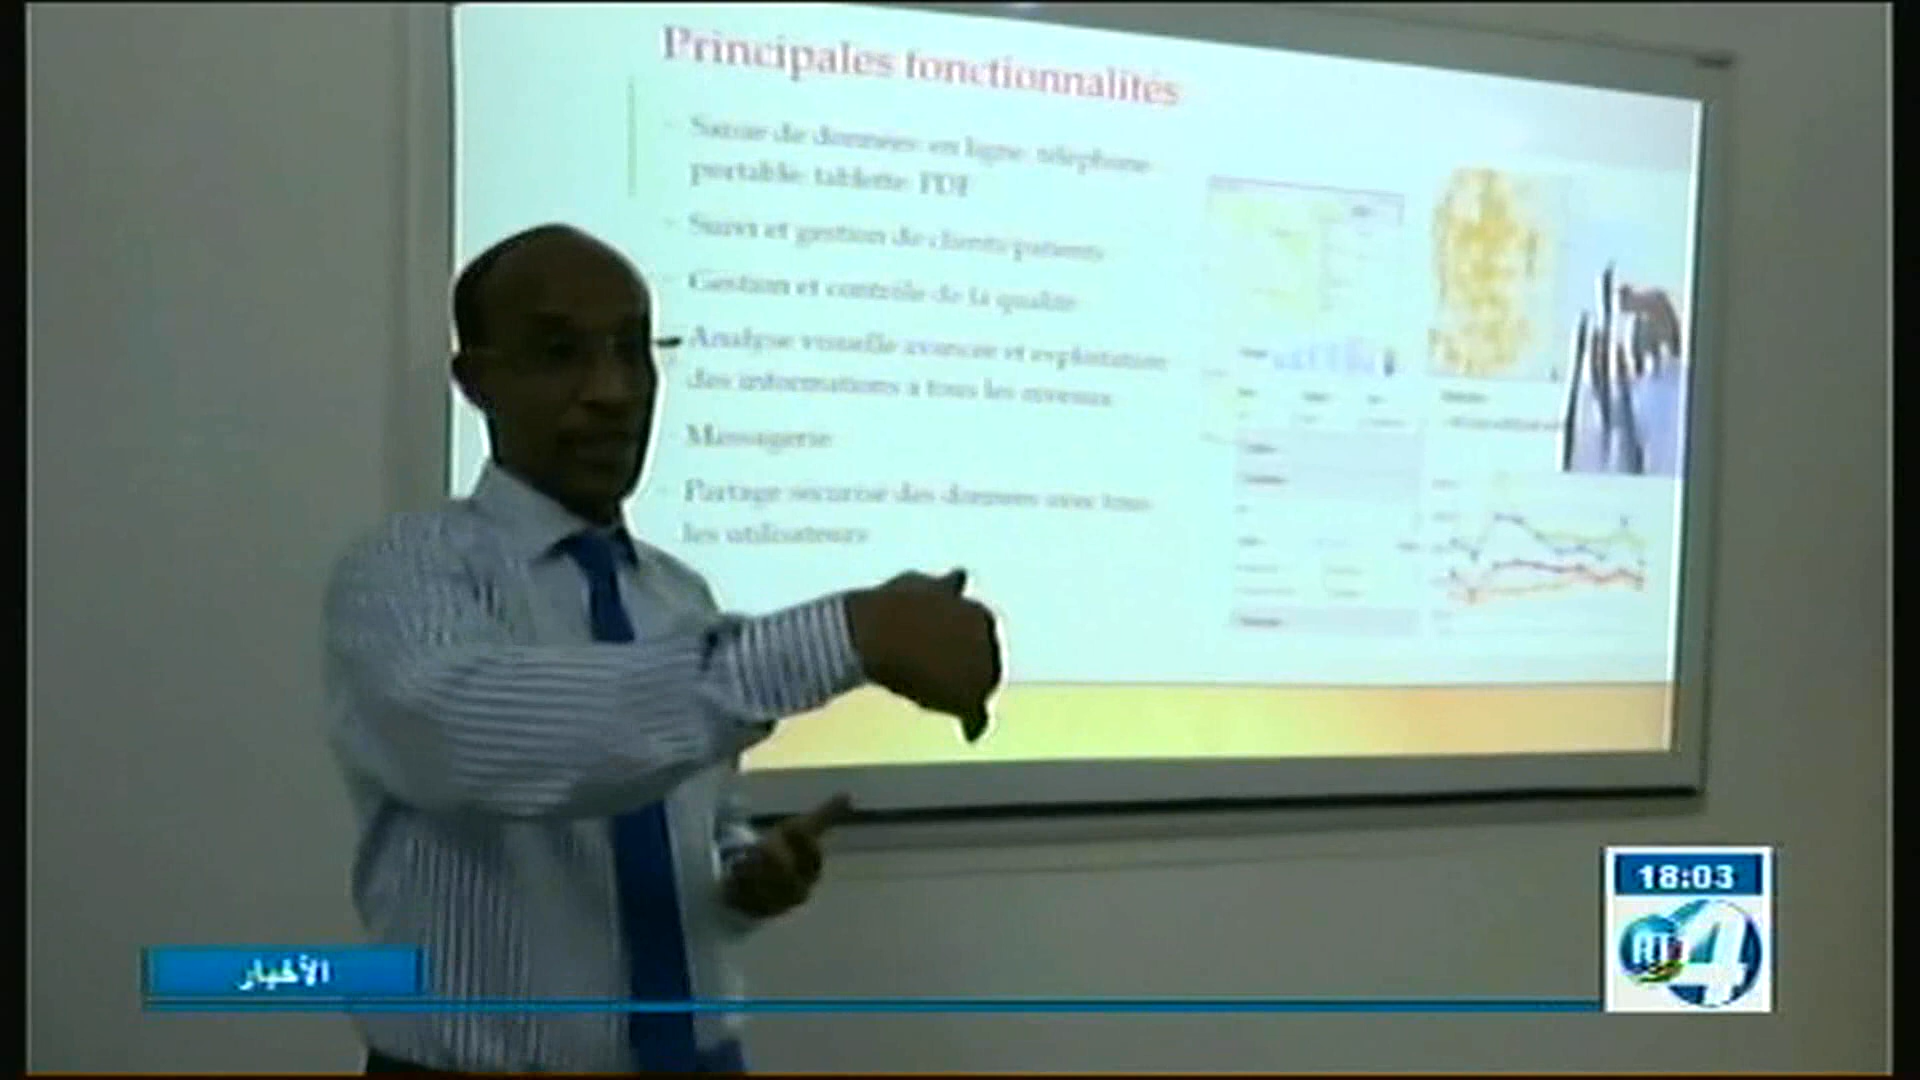 Principales fonctionnalités
Saisie de données en ligne, téléphone
portable, tablette, PDF
Suivi et gestion de clients/patients
Gestion et contrôle de la qualité
Analyse visuelle avancée et exploitation
des informations à tous les niveaux
Messagerie
Partage sécurisé des données avec tous
les utilisateurs
18:03
4
الأخبار